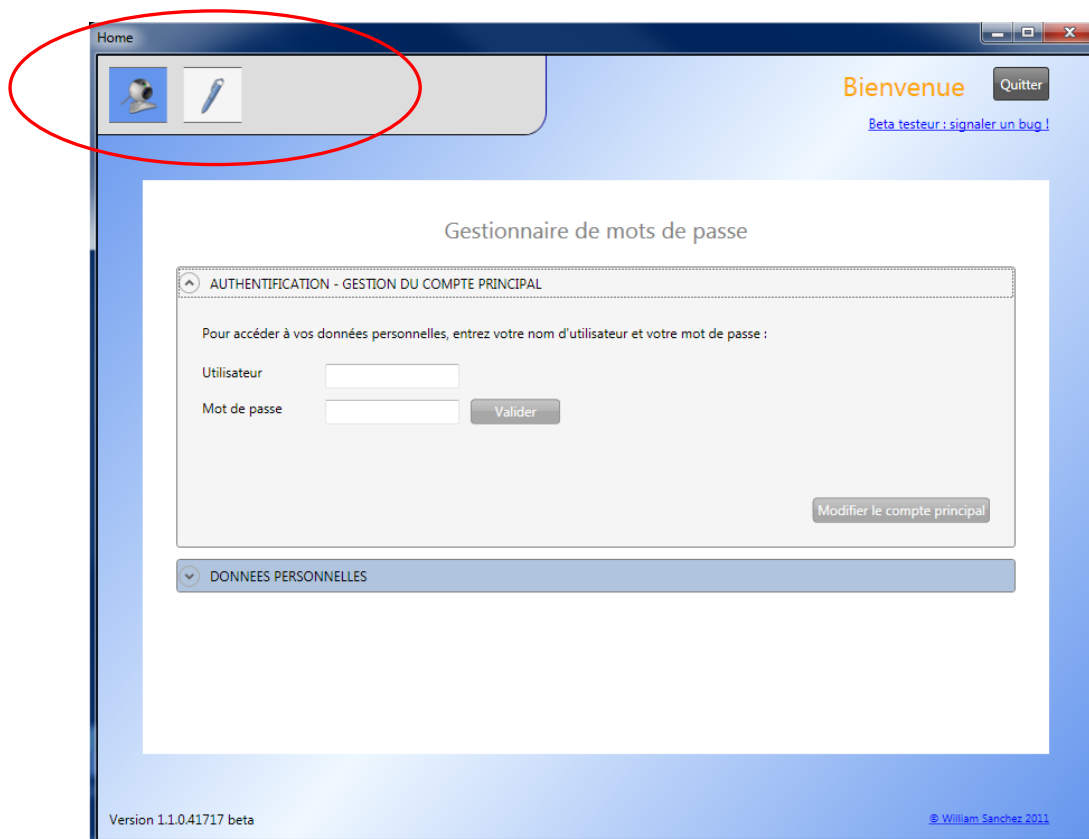 Home
Bienvenue
Quitter
Beta testeur : signaler un bug !
Gestionnaire de mots de passe
AUTHENTIFICATION - GESTION DU COMPTE PRINCIPAL
Pour accéder à vos données personnelles, entrez votre nom d'utilisateur et votre mot de passe :
Utilisateur
Mot de passe
Valider
Modifier le compte principal
DONNEES PERSONNELLES
Version 1.1.0.41717 beta
© William Sanchez 2011